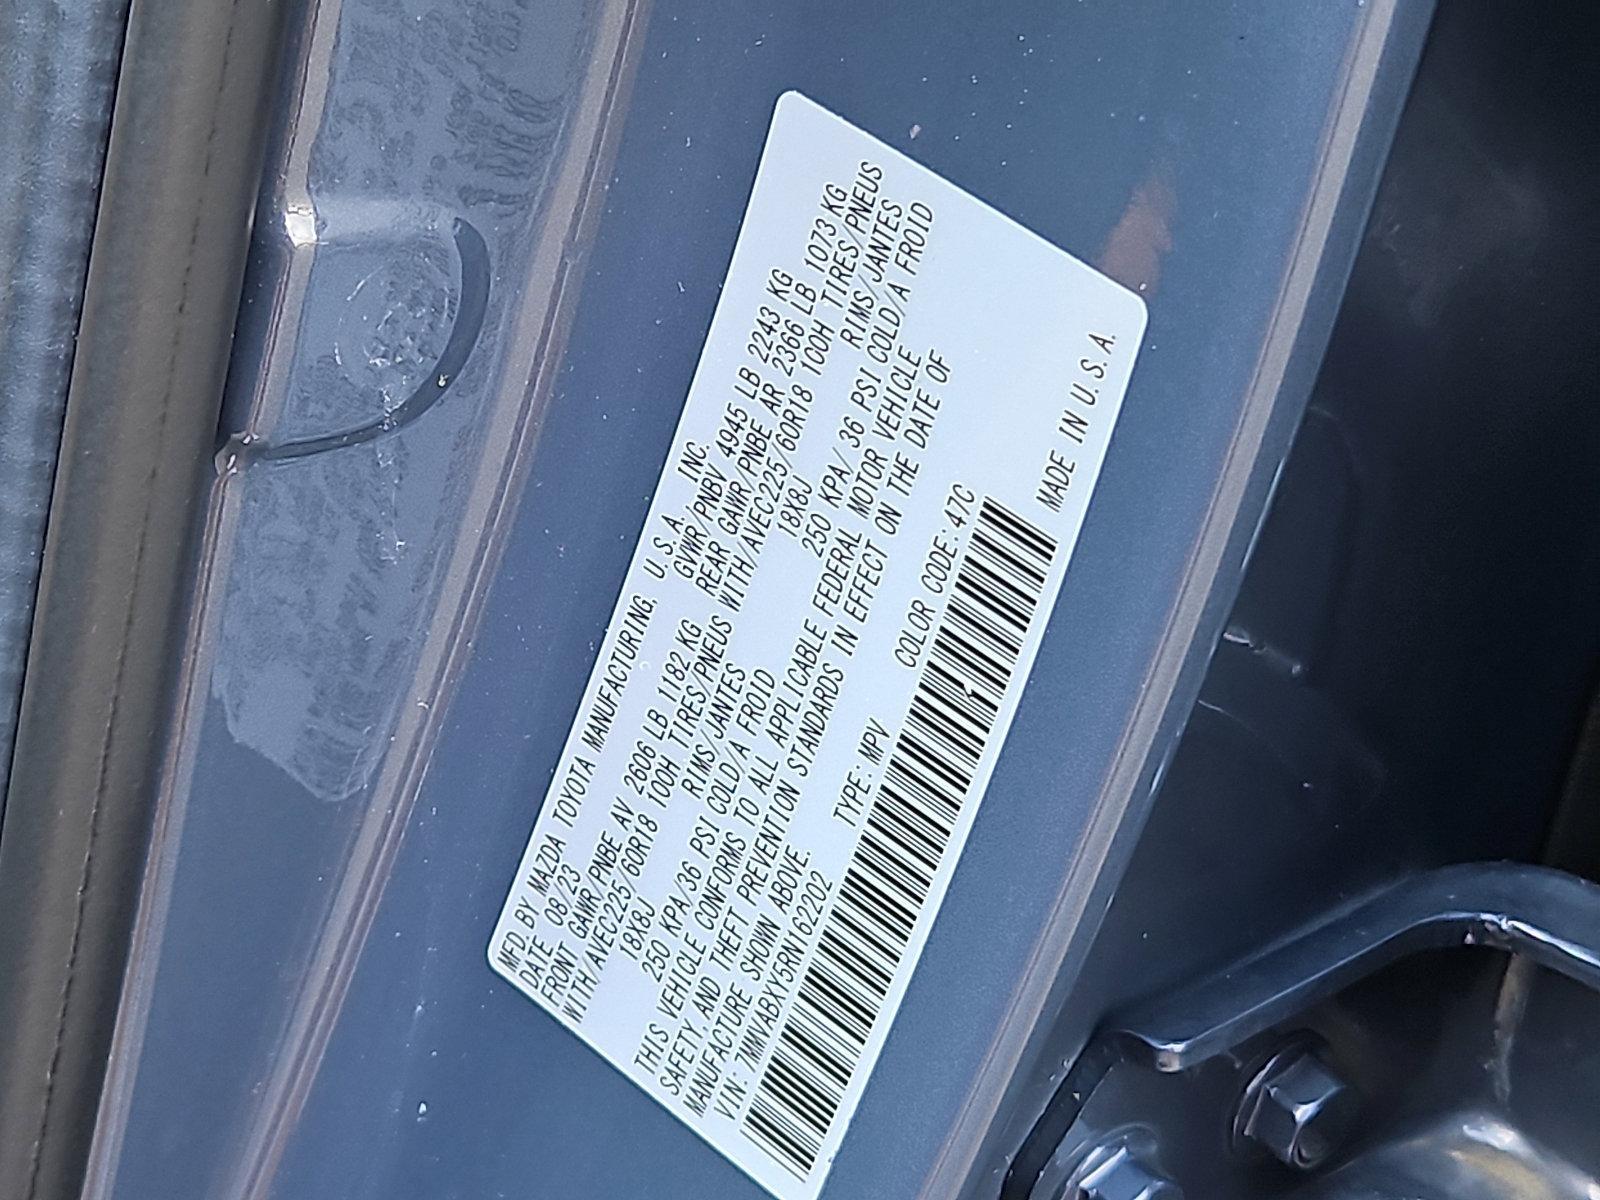 MFD. BY MAZDA TOYOTA MANUFACTURING, U.S.A. INC.
DATE 08/23 GVWR/PNBV 4945 LB 2243 KG
FRONT GAWR/PNBE AV 2606 LB 1182 KG REAR GAWR/PNBE AR 2366 LB 1073 KG
WITH/AVEC225/60R18 100H TIRES/PNEUS WITH/AVEC225/60R18 100H TIRES/PNEUS
18X8J RIMS/JANTES 18X8J RIMS/JANTES
250 KPA/36 PSI COLD/A FROID 250 KPA/36 PSI COLD/A FROID
THIS VEHICLE CONFORMS TO ALL APPLICABLE FEDERAL MOTOR VEHICLE
SAFETY, AND THEFT PREVENTION STANDARDS IN EFFECT ON THE DATE OF
MANUFACTURE SHOWN ABOVE.
VIN: 7MMVABXY5RN162202 TYPE: MPV COLOR CODE: 47C
MADE IN U.S.A.